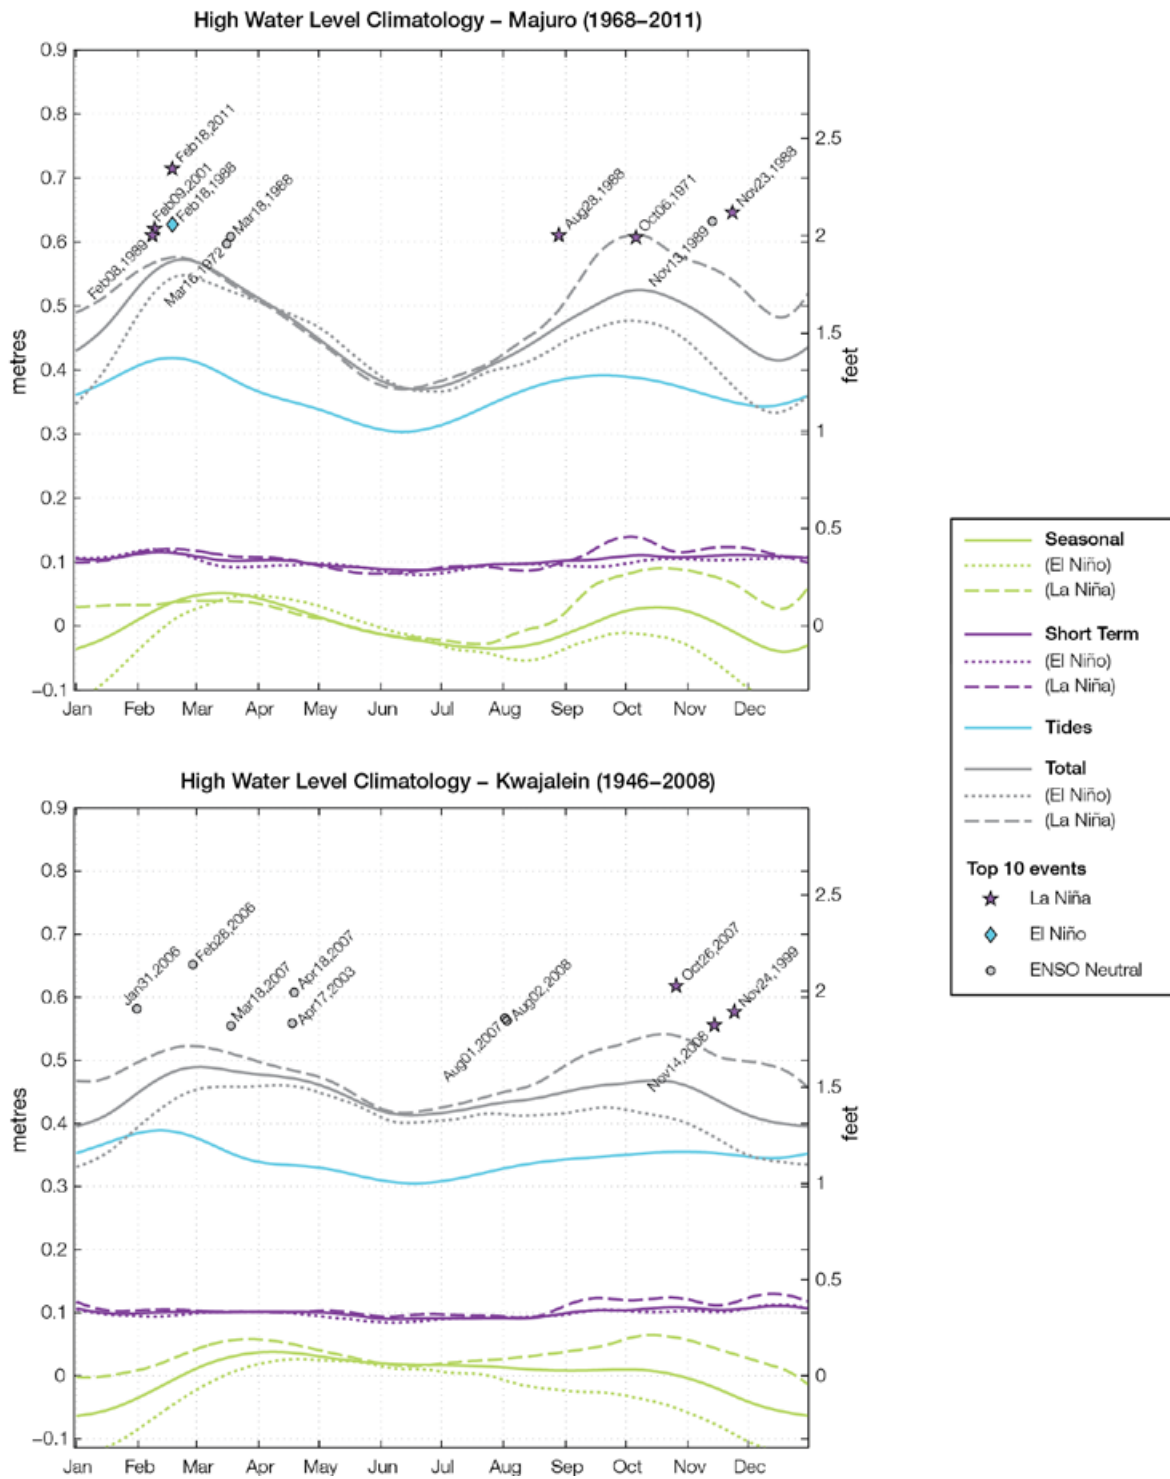 High Water Level Climatology – Majuro (1968–2011)
0.9
0.8
0.7
0.6
0.5
0.4
0.3
0.2
0.1
0
–0.1
metres
2.5
2
1.5
1
0.5
0
feet
Feb18,2011
Feb09,2001
Feb18,1988
Feb08,1989
Mar18,1988
Mar16,1972
Aug28,1988
Oct06,1971
Nov13,1989
Nov23,1988
Jan Feb Mar Apr May Jun Jul Aug Sep Oct Nov Dec
High Water Level Climatology – Kwajalein (1946–2008)
0.9
0.8
0.7
0.6
0.5
0.4
0.3
0.2
0.1
0
–0.1
metres
2.5
2
1.5
1
0.5
0
feet
Jan31,2006
Feb28,2006
Mar18,2007
Apr18,2007
Apr17,2003
Aug01,2007
Aug02,2008
Oct26,2007
Nov14,2008
Nov24,1999
Jan Feb Mar Apr May Jun Jul Aug Sep Oct Nov Dec
Seasonal
(El Niño)
(La Niña)
Short Term
(El Niño)
(La Niña)
Tides
Total
(El Niño)
(La Niña)
Top 10 events
La Niña
El Niño
ENSO Neutral